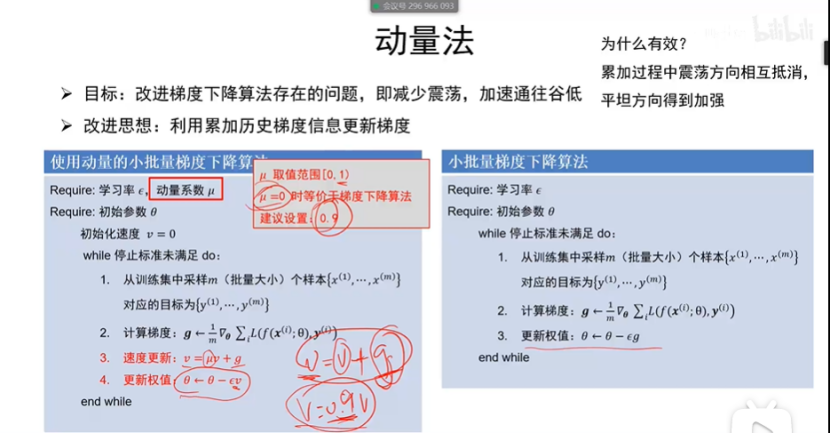 会议号 296 966 093
动量法
bilibili
为什么有效？
累加过程中震荡方向相互抵消，
平坦方向得到加强
➤ 目标：改进梯度下降算法存在的问题，即减少震荡，加速通往谷低
➤ 改进思想：利用累加历史梯度信息更新梯度
使用动量的小批量梯度下降算法
μ 取值范围[0, 1)
μ=0 时等价于梯度下降算法
建议设置：0.9
Require: 学习率 ϵ，动量系数 μ
Require: 初始参数 θ
初始化速度 v = 0
while 停止标准未满足 do：
1. 从训练集中采样m（批量大小）个样本{x⁽¹⁾,⋯,x⁽ᵐ⁾}
对应的目标为{y⁽¹⁾,⋯,y⁽ᵐ⁾}
2. 计算梯度：g ← 1/m ∇θ ∑ᵢL(f(x⁽ⁱ⁾;θ),y⁽ⁱ⁾)
3. 速度更新：v = μv + g
4. 更新权值：θ ← θ − ϵv
end while
v=v+g
v=0.9v
小批量梯度下降算法
Require: 学习率 ϵ
Require: 初始参数 θ
while 停止标准未满足 do：
1. 从训练集中采样m（批量大小）个样本{x⁽¹⁾,⋯,x⁽ᵐ⁾}
对应的目标为{y⁽¹⁾,⋯,y⁽ᵐ⁾}
2. 计算梯度：g ← 1/m ∇θ ∑ᵢL(f(x⁽ⁱ⁾;θ),y⁽ⁱ⁾)
3. 更新权值：θ ← θ − ϵg
end while